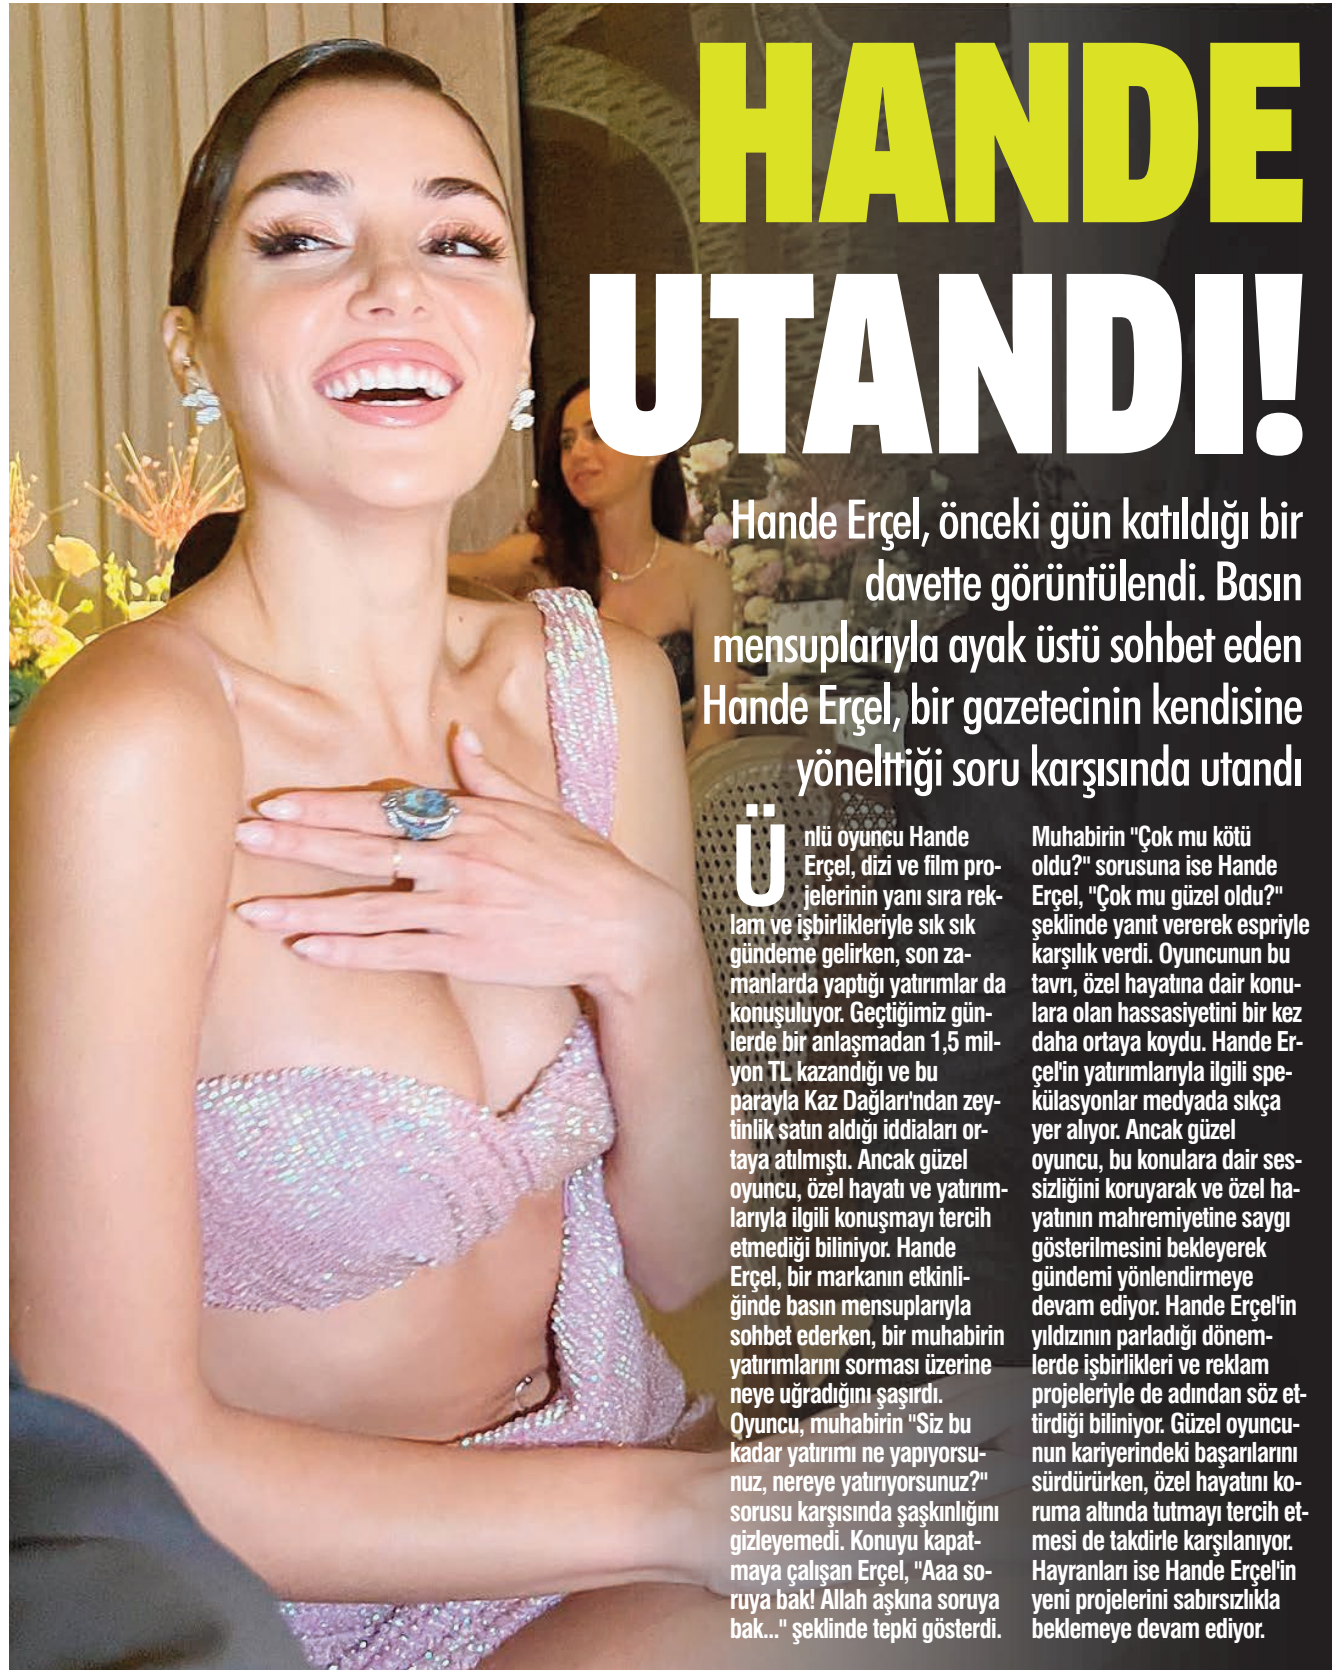 HANDE
UTANDI!
Hande Erçel, önceki gün katıldığı bir
davette görüntülendi. Basın
mensuplarıyla ayak üstü sohbet eden
Hande Erçel, bir gazetecinin kendisine
yönelttiği soru karşısında utandı
Ünlü oyuncu Hande
Erçel, dizi ve film pro-
jelerinin yanı sıra rek-
lam ve işbirlikleriyle sık sık
gündeme gelirken, son za-
manlarda yaptığı yatırımlar da
konuşuluyor. Geçtiğimiz gün-
lerde bir anlaşmadan 1,5 mil-
yon TL kazandığı ve bu
parayla Kaz Dağları'ndan zey-
tinlik satın aldığı iddiaları or-
taya atılmıştı. Ancak güzel
oyuncu, özel hayatı ve yatırım-
larıyla ilgili konuşmayı tercih
etmediği biliniyor. Hande
Erçel, bir markanın etkinli-
ğinde basın mensuplarıyla
sohbet ederken, bir muhabirin
yatırımlarını sorması üzerine
neye uğradığını şaşırdı.
Oyuncu, muhabirin "Siz bu
kadar yatırımı ne yapıyorsu-
nuz, nereye yatırıyorsunuz?"
sorusu karşısında şaşkınlığını
gizleyemedi. Konuyu kapat-
maya çalışan Erçel, "Aaa so-
ruya bak! Allah aşkına soruya
bak..." şeklinde tepki gösterdi.
Muhabirin "Çok mu kötü
oldu?" sorusuna ise Hande
Erçel, "Çok mu güzel oldu?"
şeklinde yanıt vererek espriyle
karşılık verdi. Oyuncunun bu
tavrı, özel hayatına dair konu-
lara olan hassasiyetini bir kez
daha ortaya koydu. Hande Er-
çel'in yatırımlarıyla ilgili spe-
külasyonlar medyada sıkça
yer alıyor. Ancak güzel
oyuncu, bu konulara dair ses-
sizliğini koruyarak ve özel ha-
yatının mahremiyetine saygı
gösterilmesini bekleyerek
gündemi yönlendirmeye
devam ediyor. Hande Erçel'in
yıldızının parladığı dönem-
lerde işbirlikleri ve reklam
projeleriyle de adından söz et-
tirdiği biliniyor. Güzel oyuncu-
nun kariyerindeki başarılarını
sürdürürken, özel hayatını ko-
ruma altında tutmayı tercih et-
mesi de takdirle karşılanıyor.
Hayranları ise Hande Erçel'in
yeni projelerini sabırsızlıkla
beklemeye devam ediyor.